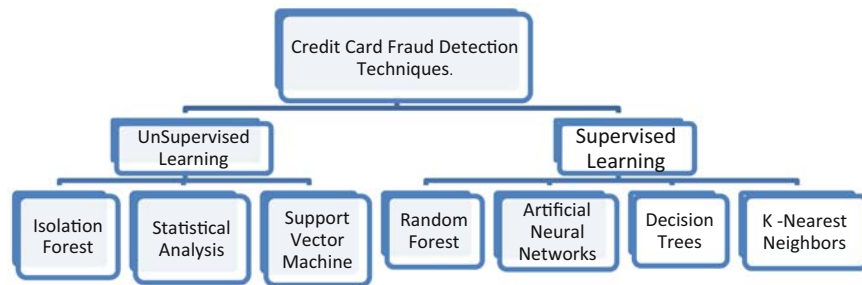 Credit Card Fraud Detection
Techniques.
UnSupervised
Learning
Supervised
Learning
Isolation
Forest
Statistical
Analysis
Support
Vector
Machine
Random
Forest
Artificial
Neural
Networks
Decision
Trees
K -Nearest
Neighbors